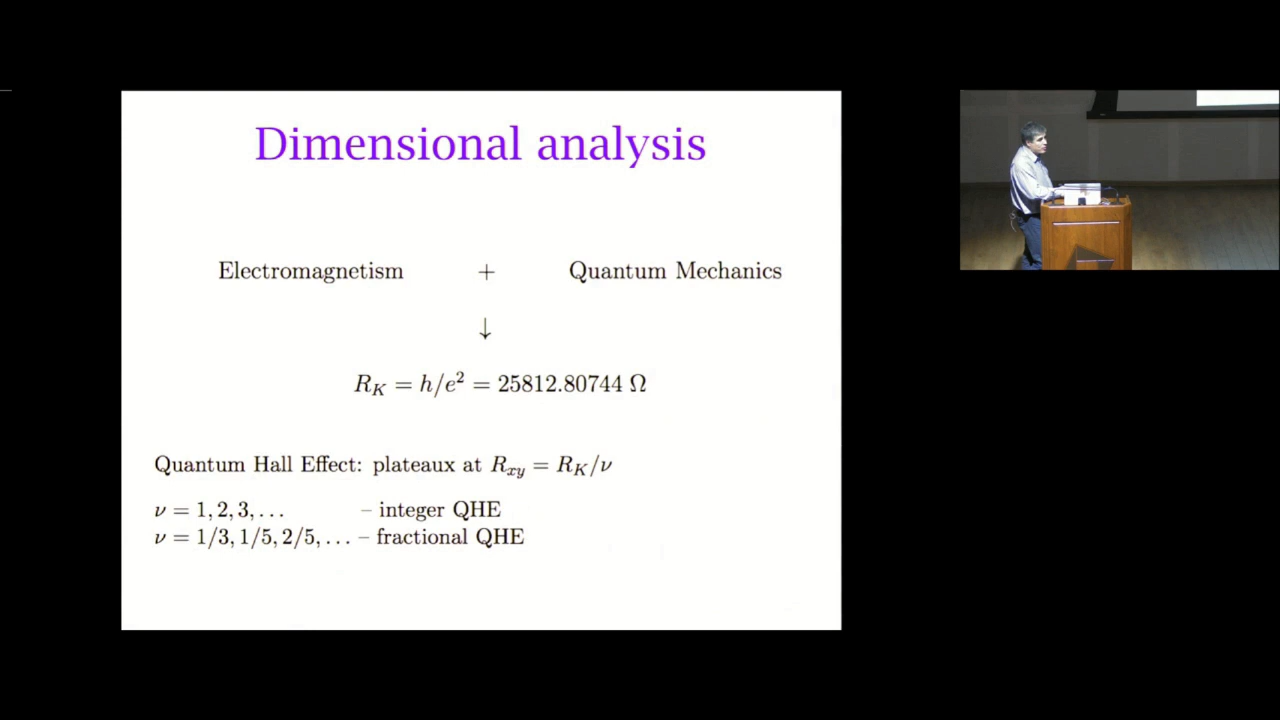 Dimensional analysis
Electromagnetism + Quantum Mechanics
↓
R_K = h/e² = 25812.80744 Ω
Quantum Hall Effect: plateaux at R_xy = R_K/ν
ν = 1, 2, 3, . . . – integer QHE
ν = 1/3, 1/5, 2/5, . . . – fractional QHE